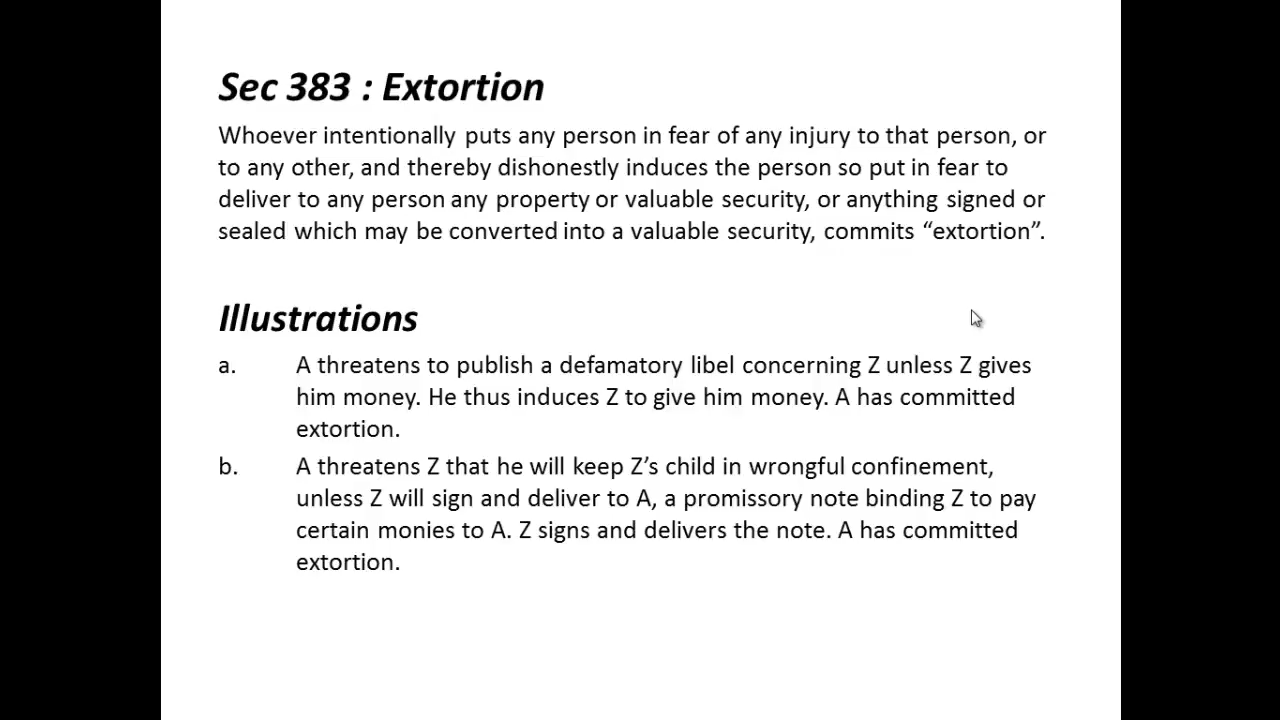 Sec 383 : Extortion
Whoever intentionally puts any person in fear of any injury to that person, or
to any other, and thereby dishonestly induces the person so put in fear to
deliver to any person any property or valuable security, or anything signed or
sealed which may be converted into a valuable security, commits “extortion”.
Illustrations
a. A threatens to publish a defamatory libel concerning Z unless Z gives
him money. He thus induces Z to give him money. A has committed
extortion.
b. A threatens Z that he will keep Z’s child in wrongful confinement,
unless Z will sign and deliver to A, a promissory note binding Z to pay
certain monies to A. Z signs and delivers the note. A has committed
extortion.